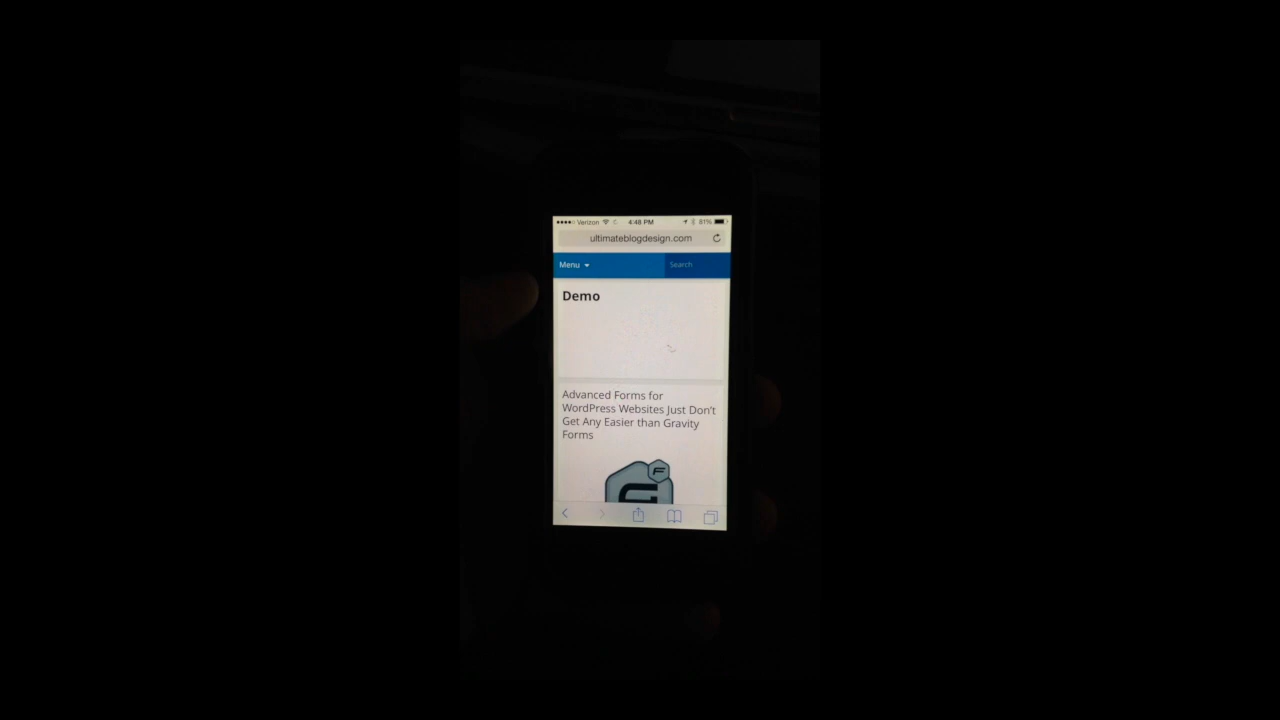 Verizon 4:48 PM 81%
ultimateblogdesign.com
Menu Search
Demo
Advanced Forms for
WordPress Websites Just Don't
Get Any Easier than Gravity
Forms
F
G